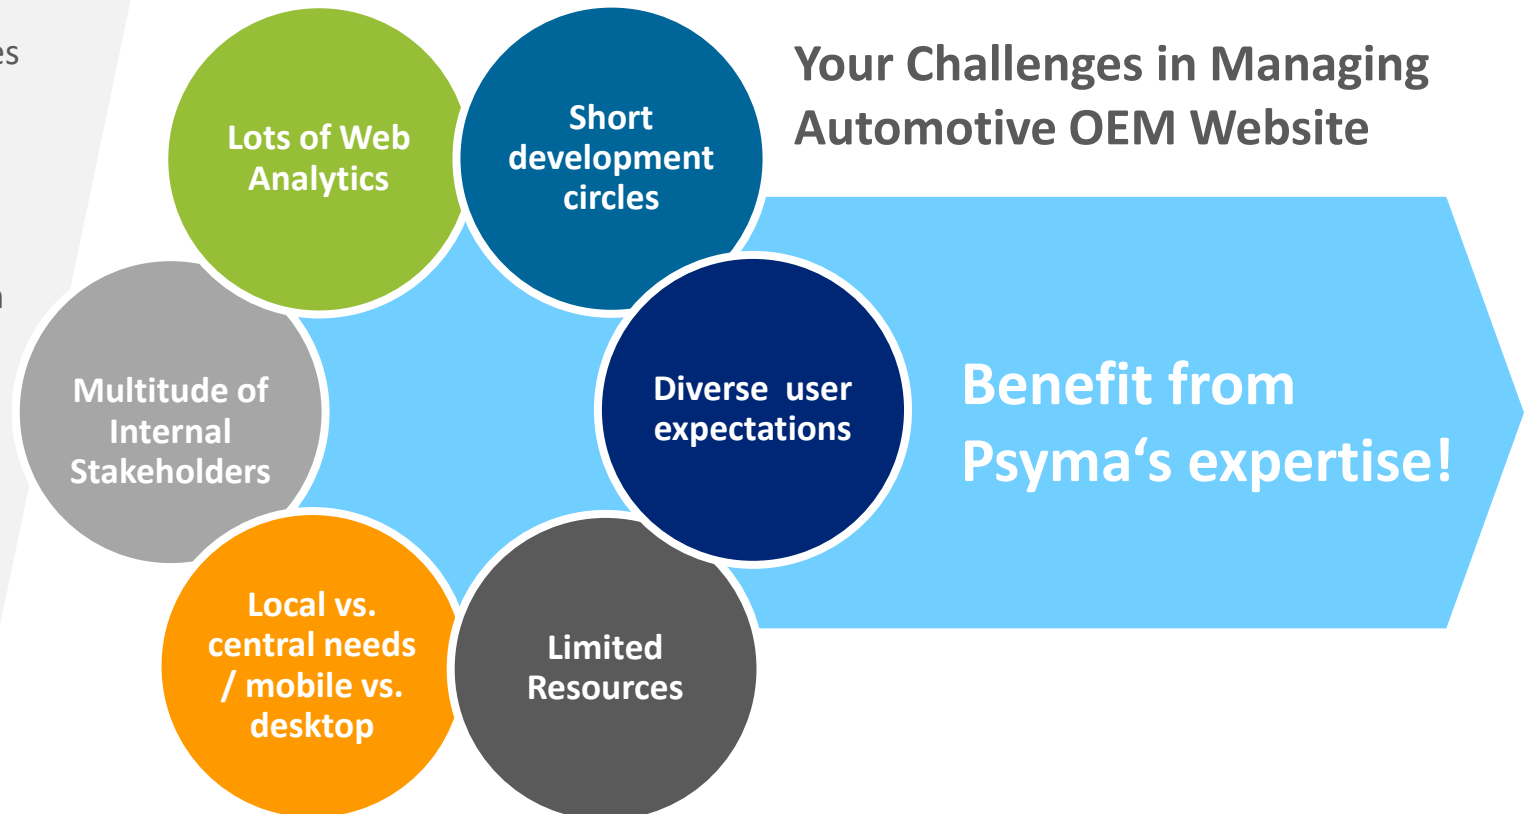 es
Your Challenges in Managing
Automotive OEM Website
Lots of Web
Analytics
Short
development
circles
Multitude of
Internal
Stakeholders
Diverse  user
expectations
Benefit from
Psyma‘s expertise!
Local vs.
central needs
/ mobile vs.
desktop
Limited
Resources